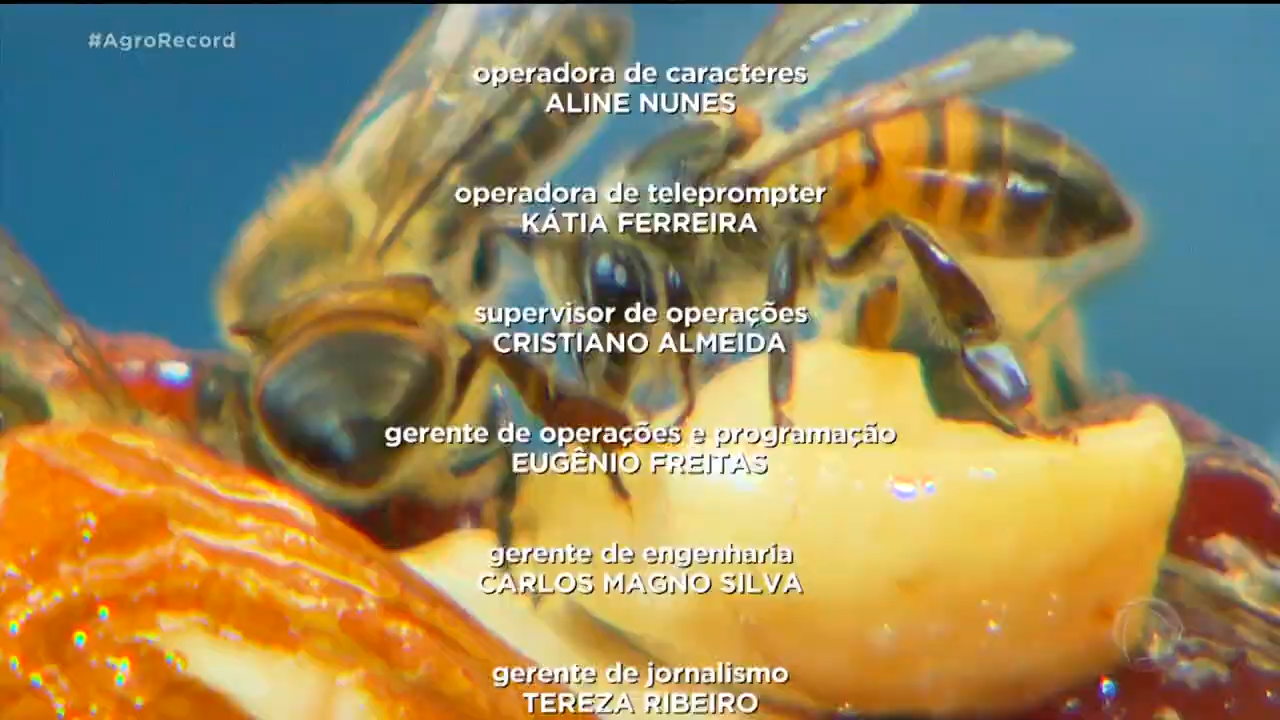 #AgroRecord
operadora de caracteres
ALINE NUNES
operadora de teleprompter
KÁTIA FERREIRA
supervisor de operações
CRISTIANO ALMEIDA
gerente de operações e programação
EUGÊNIO FREITAS
gerente de engenharia
CARLOS MAGNO SILVA
gerente de jornalismo
TEREZA RIBEIRO